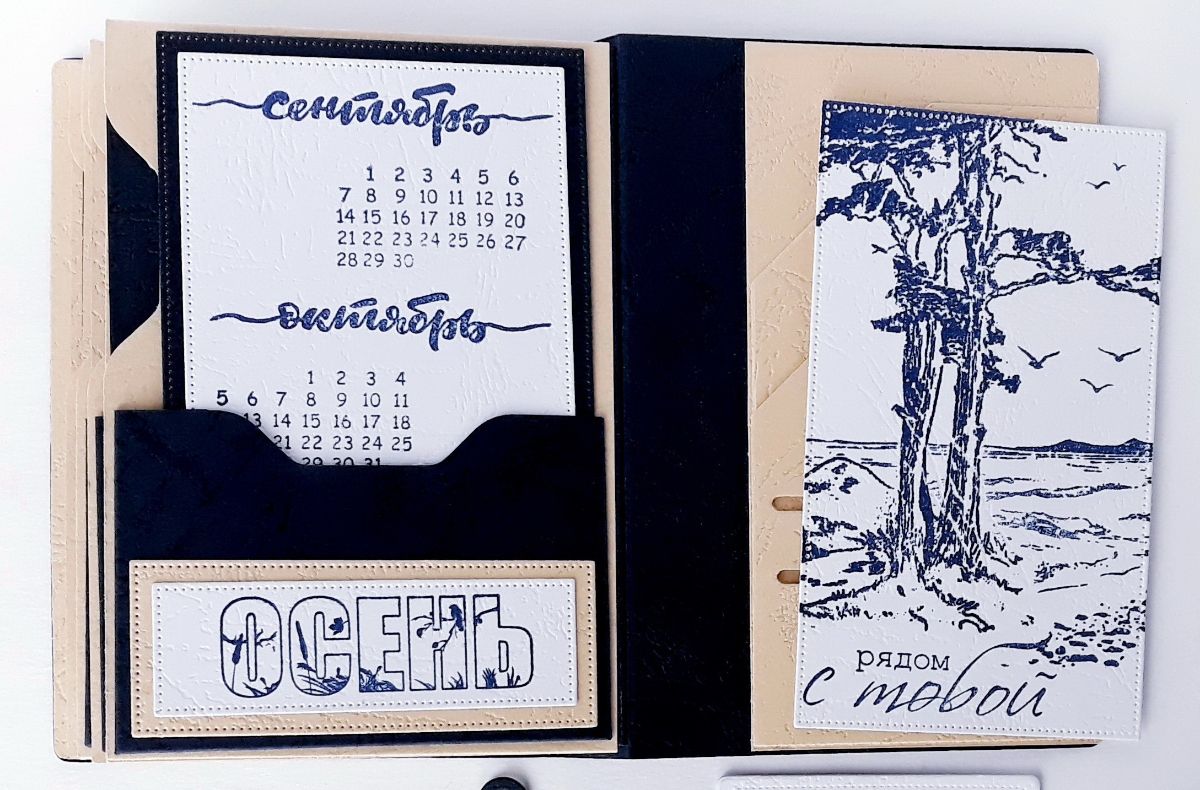 сентябрь
1 2 3 4 5 6
7 8 9 10 11 12 13
14 15 16 17 18 19 20
21 22 23 24 25 26 27
28 29 30
октябрь
1 2 3 4
5 6 7 8 9 10 11
13 14 15 16 17 18
21 22 23 24 25
29 30 31
ОСЕНЬ
рядом
с тобой